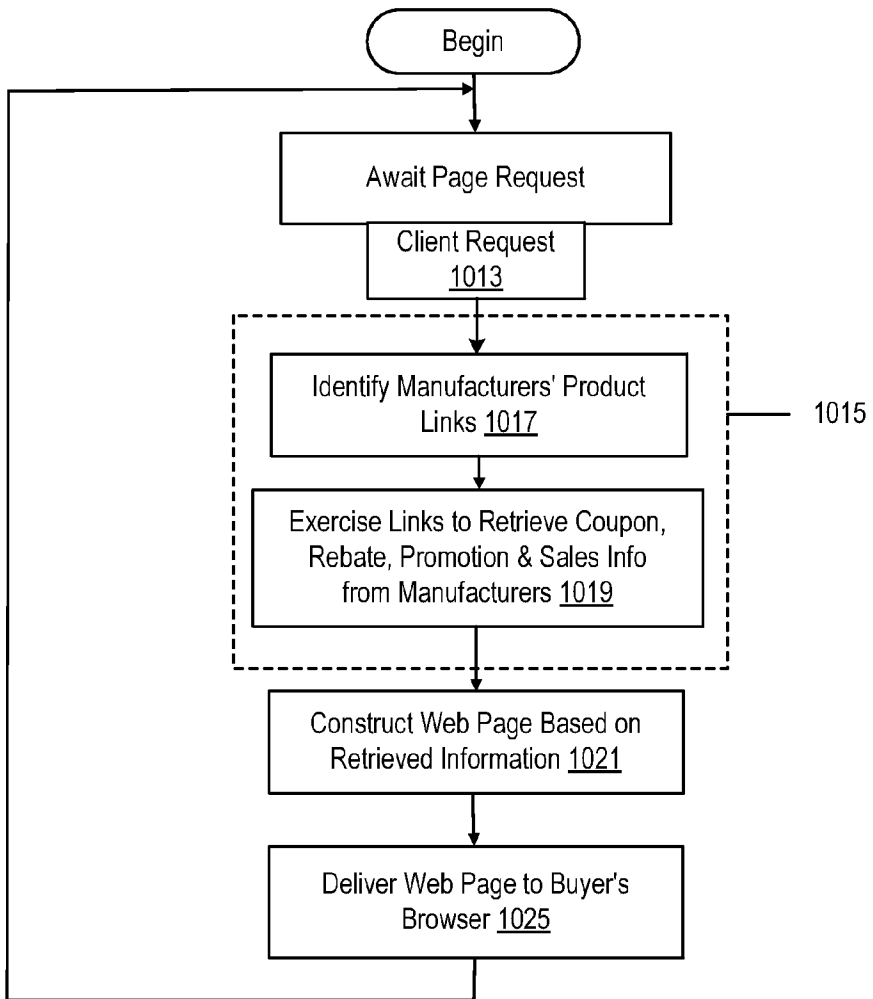 Begin
Await Page Request
Client Request
1013
Identify Manufacturers' Product
Links 1017
1015
Exercise Links to Retrieve Coupon,
Rebate, Promotion & Sales Info
from Manufacturers 1019
Construct Web Page Based on
Retrieved Information 1021
Deliver Web Page to Buyer's
Browser 1025